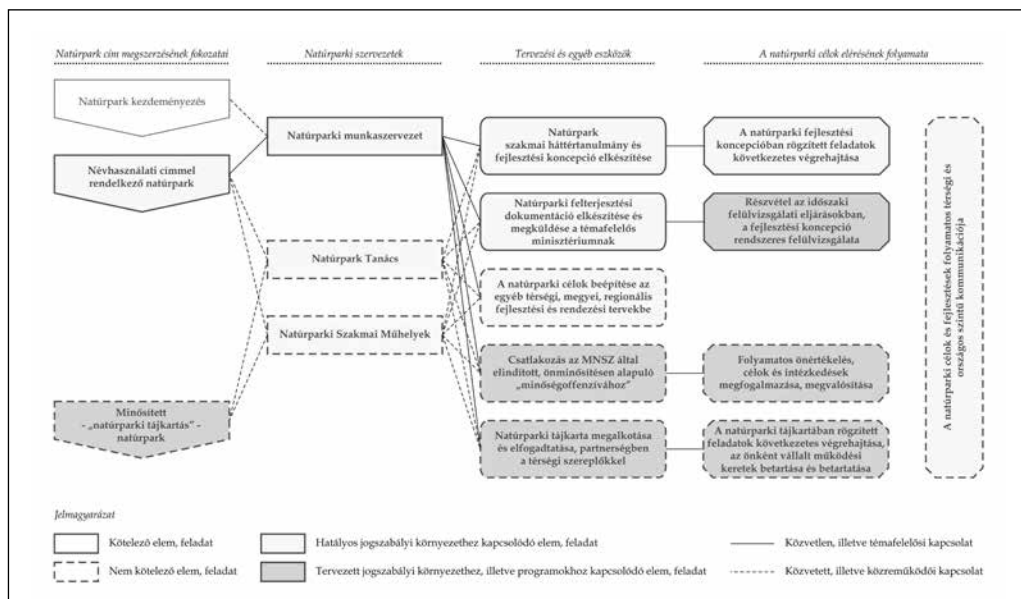 Natúrpark cím megszerzésének fokozatai
Natúrparki szervezetek
Tervezési és egyéb eszközök
A natúrparki célok elérésének folyamata
Natúrpark kezdeményezés
Névhasználati címmel
rendelkező natúrpark
Minősített
- „natúrparki tájkartás” -
natúrpark
Natúrparki munkaszervezet
Natúrpark Tanács
Natúrparki Szakmai Műhelyek
Natúrpark
szakmai háttértanulmány és
fejlesztési koncepció elkészítése
Natúrparki felterjesztési
dokumentáció elkészítése és
megküldése a témafelelős
minisztériumnak
A natúrparki célok beépítése az
egyéb térségi, megyei, regionális
fejlesztési és rendezési tervekbe
Csatlakozás az MNSZ által
elindított, önminősítésen alapuló
„minőségoffenzívához”
Natúrparki tájkarta megalkotása
és elfogadtatása, partnerségben
a térségi szereplőkkel
A natúrparki fejlesztési
koncepcióban rögzített feladatok
következetes végrehajtása
Részvétel az időszaki
felülvizsgálati eljárásokban,
a fejlesztési koncepció
rendszeres felülvizsgálata
Folyamatos önértékelés,
célok és intézkedések
megfogalmazása, megvalósítása
A natúrparki tájkartában rögzített
feladatok következetes végrehajtása,
az önként vállalt működési
keretek betartása és betartatása
A natúrparki célok és fejlesztések folyamatos térségi és
országos szintű kommunikációja
Jelmagyarázat
Kötelező elem, feladat
Hatályos jogszabályi környezethez kapcsolódó elem, feladat
Közvetlen, illetve témafelelősi kapcsolat
Nem kötelező elem, feladat
Tervezett jogszabályi környezethez, illetve programokhoz kapcsolódó elem, feladat
Közvetett, illetve közreműködői kapcsolat